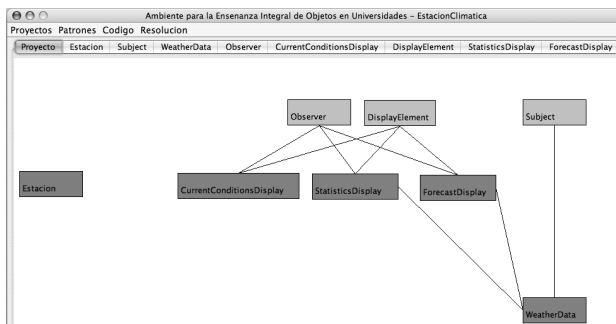 Ambiente para la Ensenanza Integral de Objetos en Universidades – EstacionClimatica
Proyectos Patrones Codigo Resolucion
Proyecto Estacion Subject WeatherData Observer CurrentConditionsDisplay DisplayElement StatisticsDisplay ForecastDisplay
Observer DisplayElement Subject
Estacion CurrentConditionsDisplay StatisticsDisplay ForecastDisplay
WeatherData